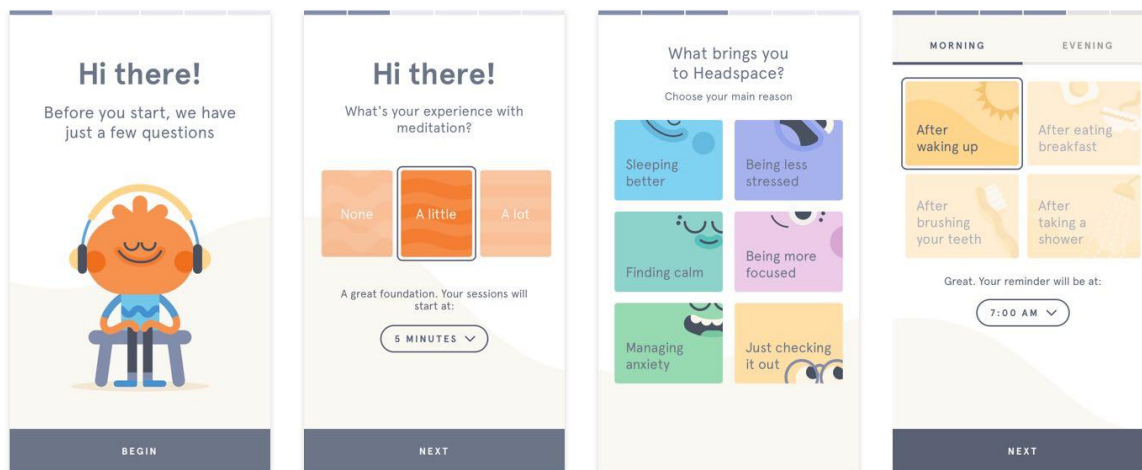 Hi there!
Before you start, we have
just a few questions
BEGIN
Hi there!
What's your experience with
meditation?
None
A little
A lot
A great foundation. Your sessions will
start at:
5 MINUTES
NEXT
What brings you
to Headspace?
Choose your main reason
Sleeping
better
Being less
stressed
Finding calm
Being more
focused
Managing
anxiety
Just checking
it out
MORNING
EVENING
After
waking up
After eating
breakfast
After
brushing
your teeth
After
taking a
shower
Great. Your reminder will be at:
7:00 AM
NEXT